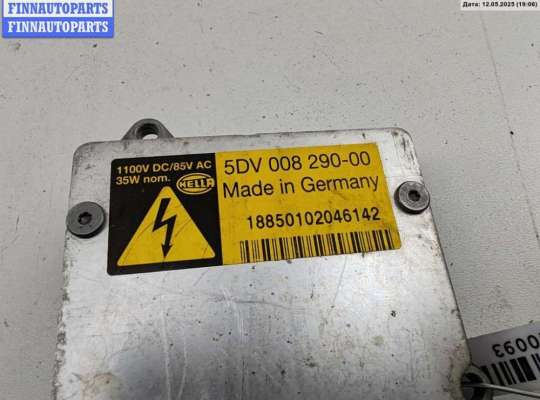 FINNAUTOPARTS
FINNAUTOPARTS
Дата: 12.05.2025 (19:06)
1100V DC/85V AC
35W nom.
HELLA
5DV 008 290-00
Made in Germany
18850102046142